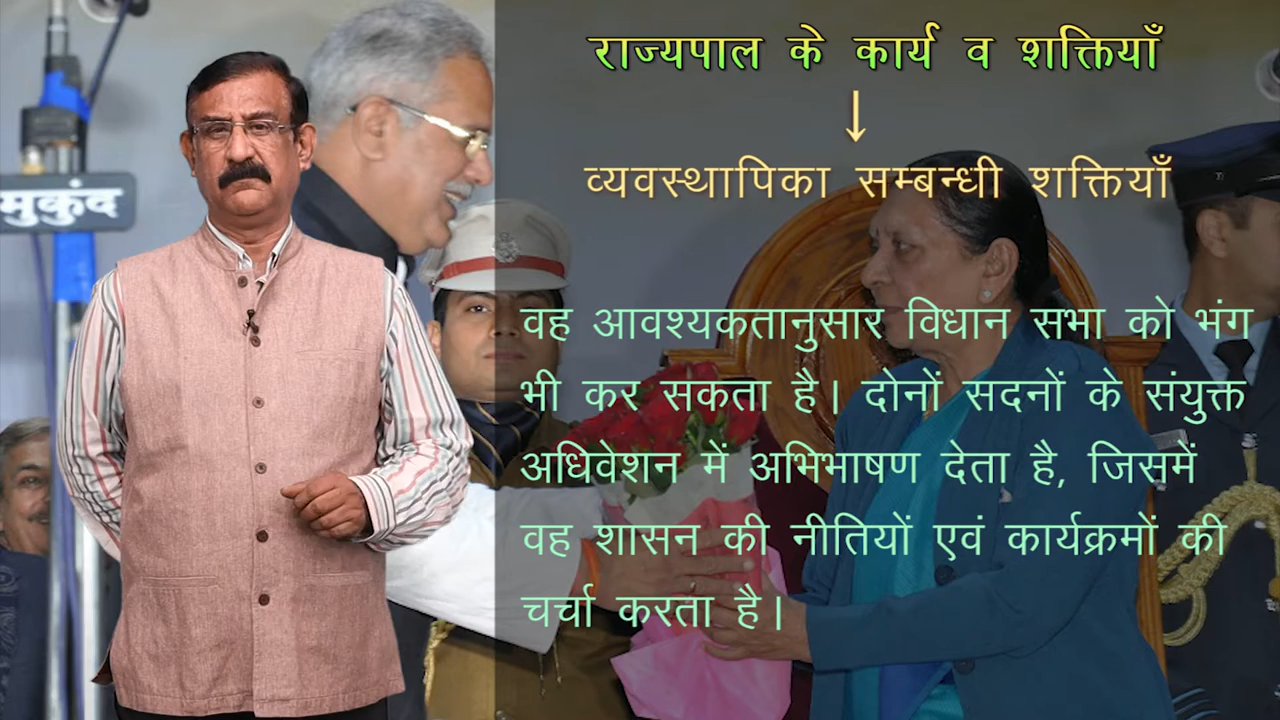 मुकुंद
राज्यपाल के कार्य व शक्तियाँ
↓
व्यवस्थापिका सम्बन्धी शक्तियाँ
वह आवश्यकतानुसार विधान सभा को भंग
भी कर सकता है। दोनों सदनों के संयुक्त
अधिवेशन में अभिभाषण देता है, जिसमें
वह शासन की नीतियों एवं कार्यक्रमों की
चर्चा करता है।